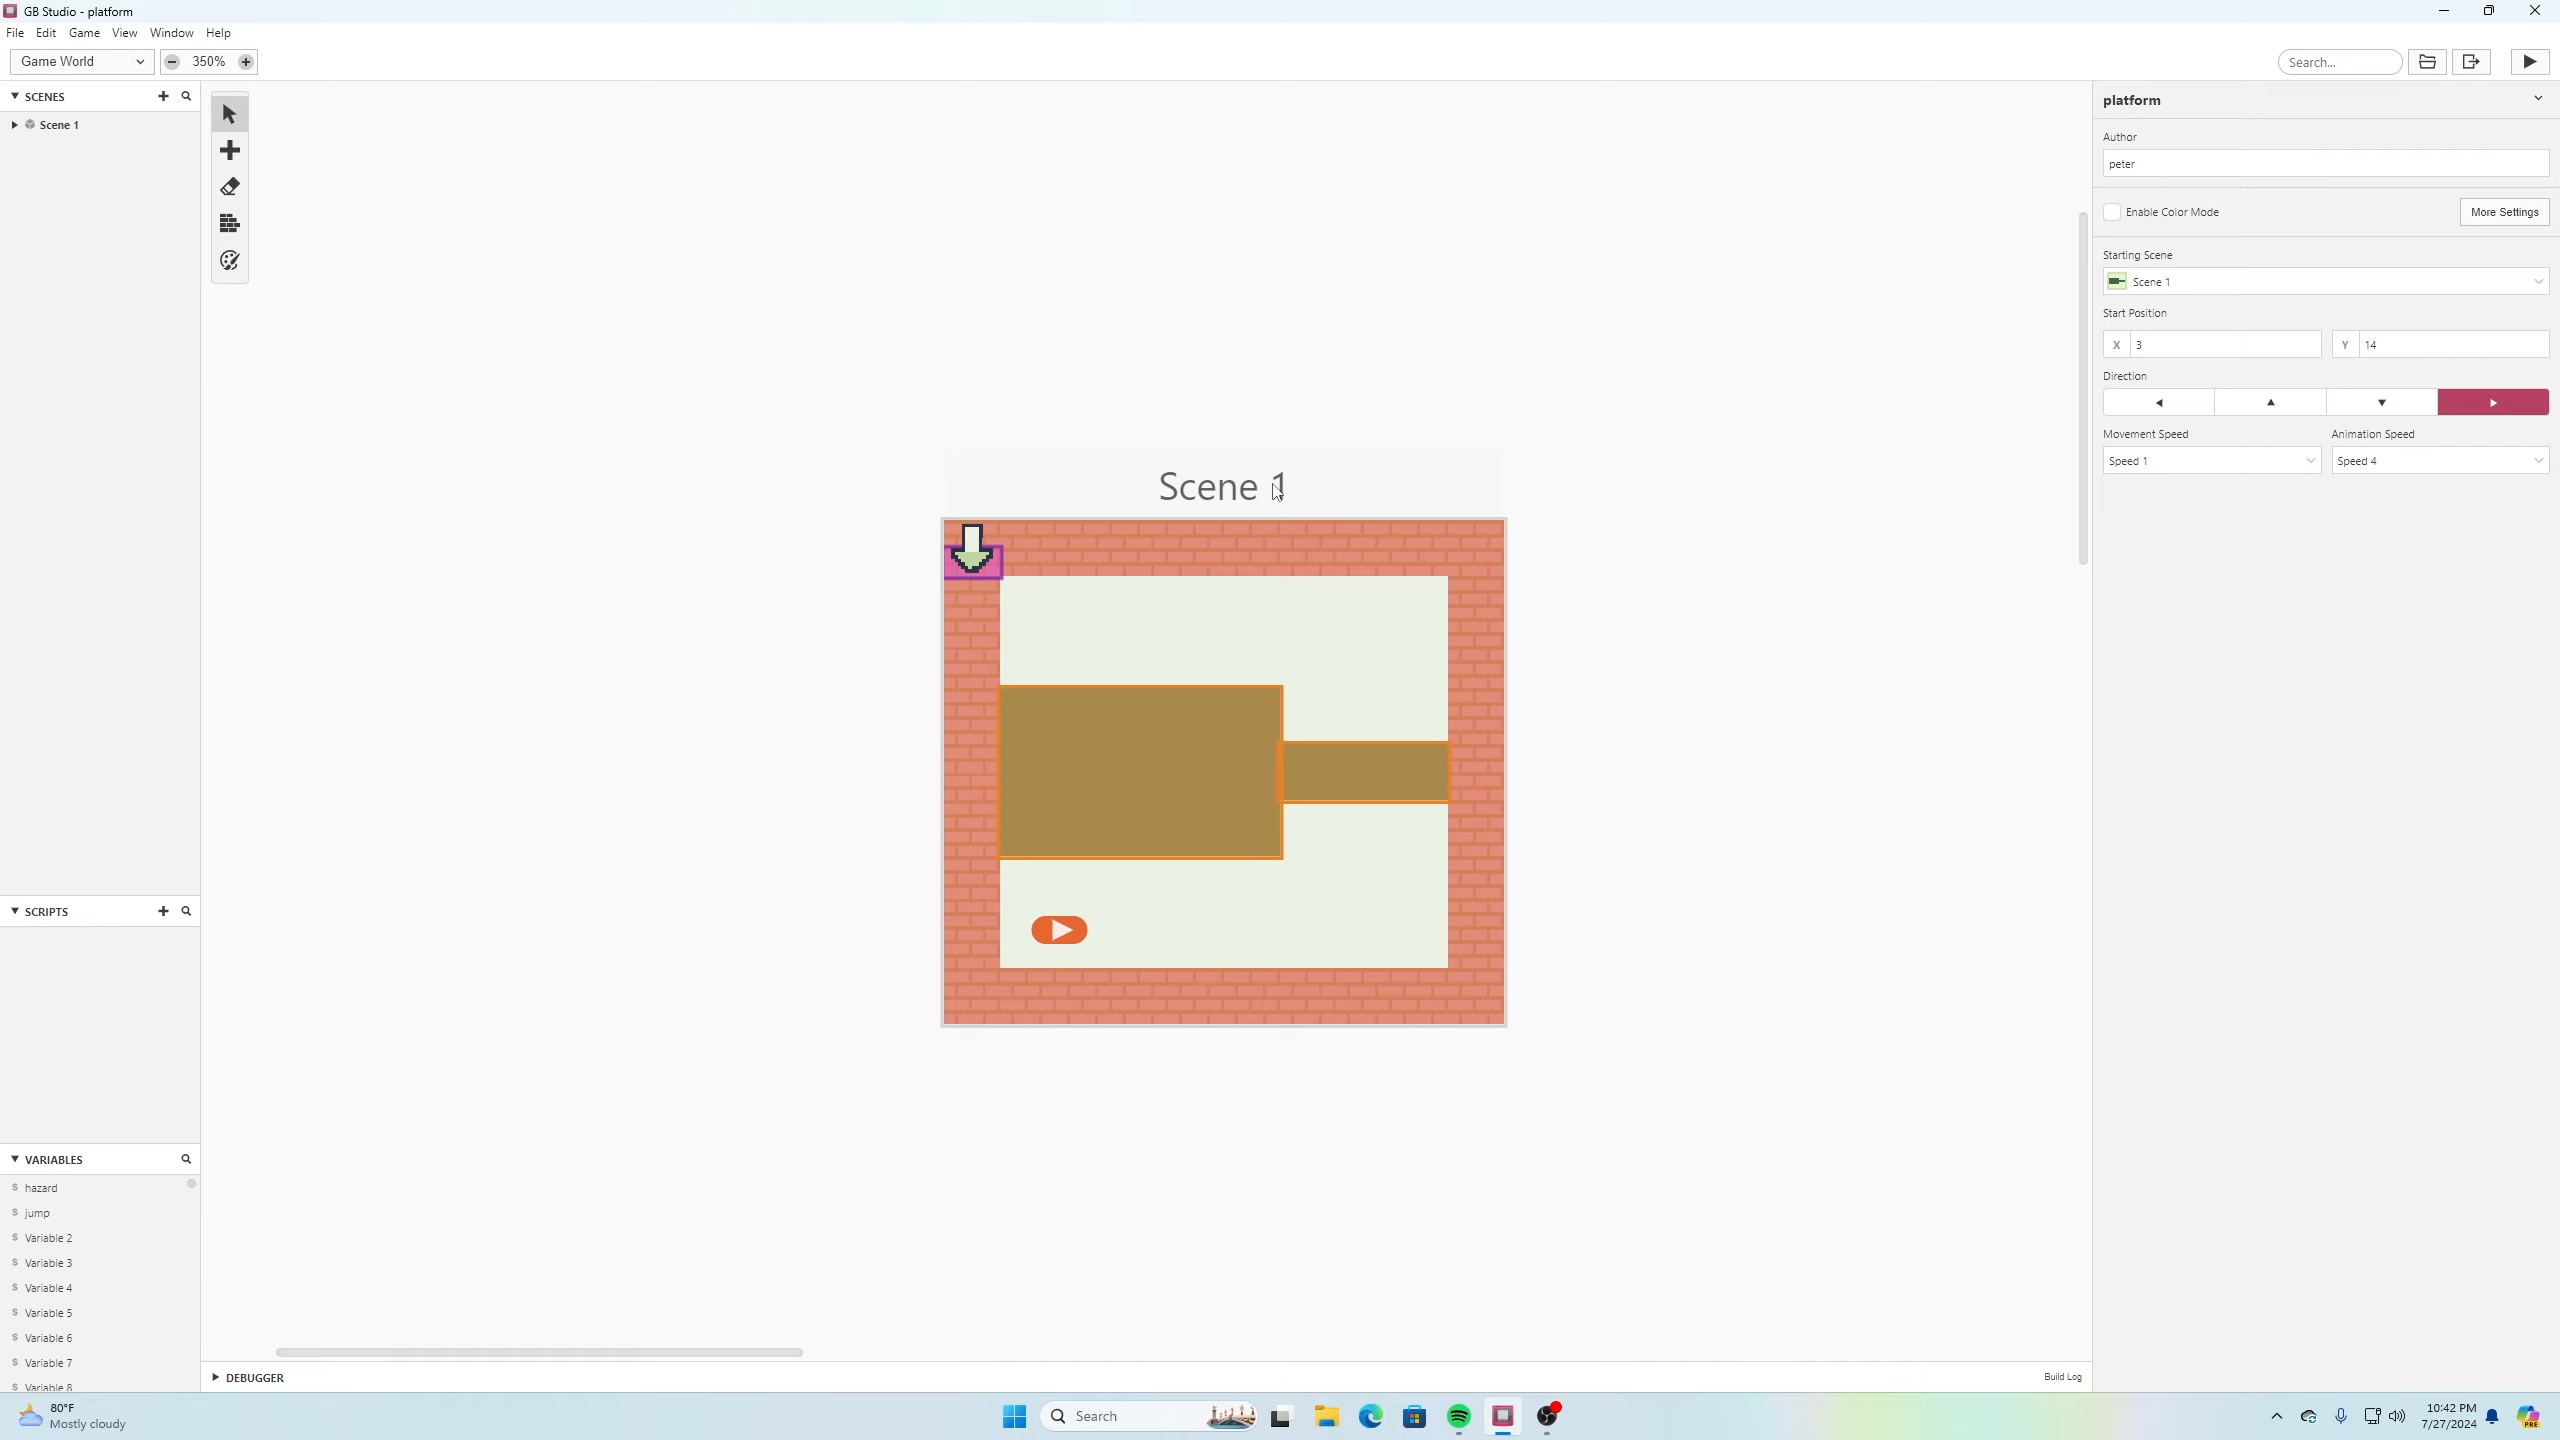 GB Studio - platform
File Edit Game View Window Help
Game World 350% Search...
SCENES
Scene 1
platform
Author
peter
Enable Color Mode More Settings
Starting Scene
Scene 1
Start Position
X 3 Y 14
Direction
Movement Speed Animation Speed
Speed 1 Speed 4
Scene 1
SCRIPTS
VARIABLES
$ hazard
$ jump
$ Variable 2
$ Variable 3
$ Variable 4
$ Variable 5
$ Variable 6
$ Variable 7
$ Variable 8
DEBUGGER Build Log
80°F
Mostly cloudy
Search
10:42 PM
7/27/2024
PRE